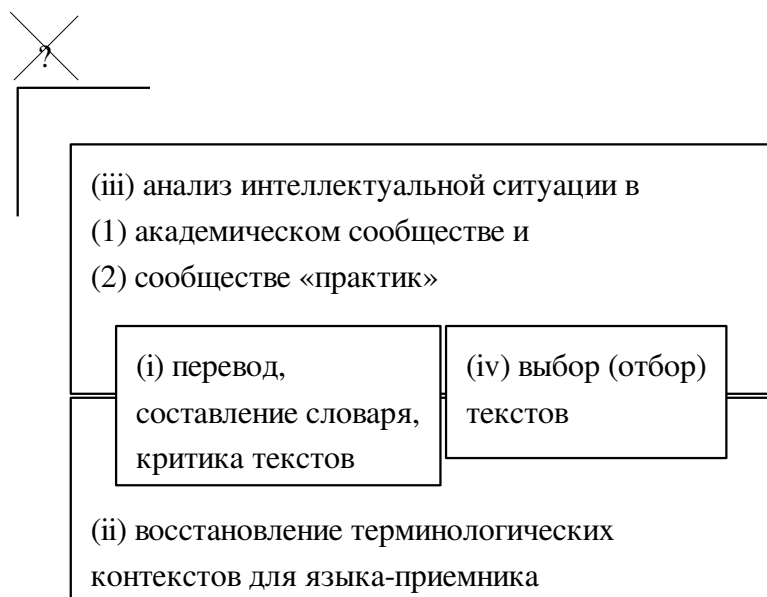 ?
(iii) анализ интеллектуальной ситуации в
(1) академическом сообществе и
(2) сообществе «практик»
(i) перевод,
составление словаря,
критика текстов
(iv) выбор (отбор)
текстов
(ii) восстановление терминологических
контекстов для языка-приемника